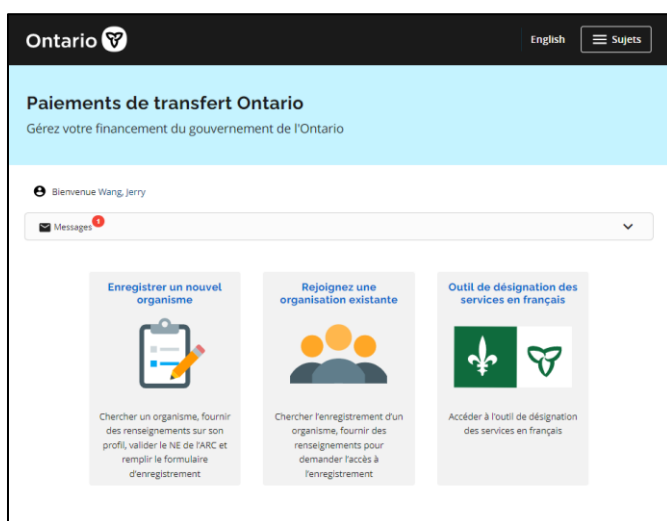 Ontario
English
Sujets
Paiements de transfert Ontario
Gérez votre financement du gouvernement de l'Ontario
Bienvenue Wang, Jerry
Messages 1
Enregistrer un nouvel
organisme
Chercher un organisme, fournir
des renseignements sur son
profil, valider le NE de l'ARC et
remplir le formulaire
d'enregistrement
Rejoignez une
organisation existante
Chercher l'enregistrement d'un
organisme, fournir des
renseignements pour
demander l'accès à
l'enregistrement
Outil de désignation des
services en français
Accéder à l'outil de désignation
des services en français